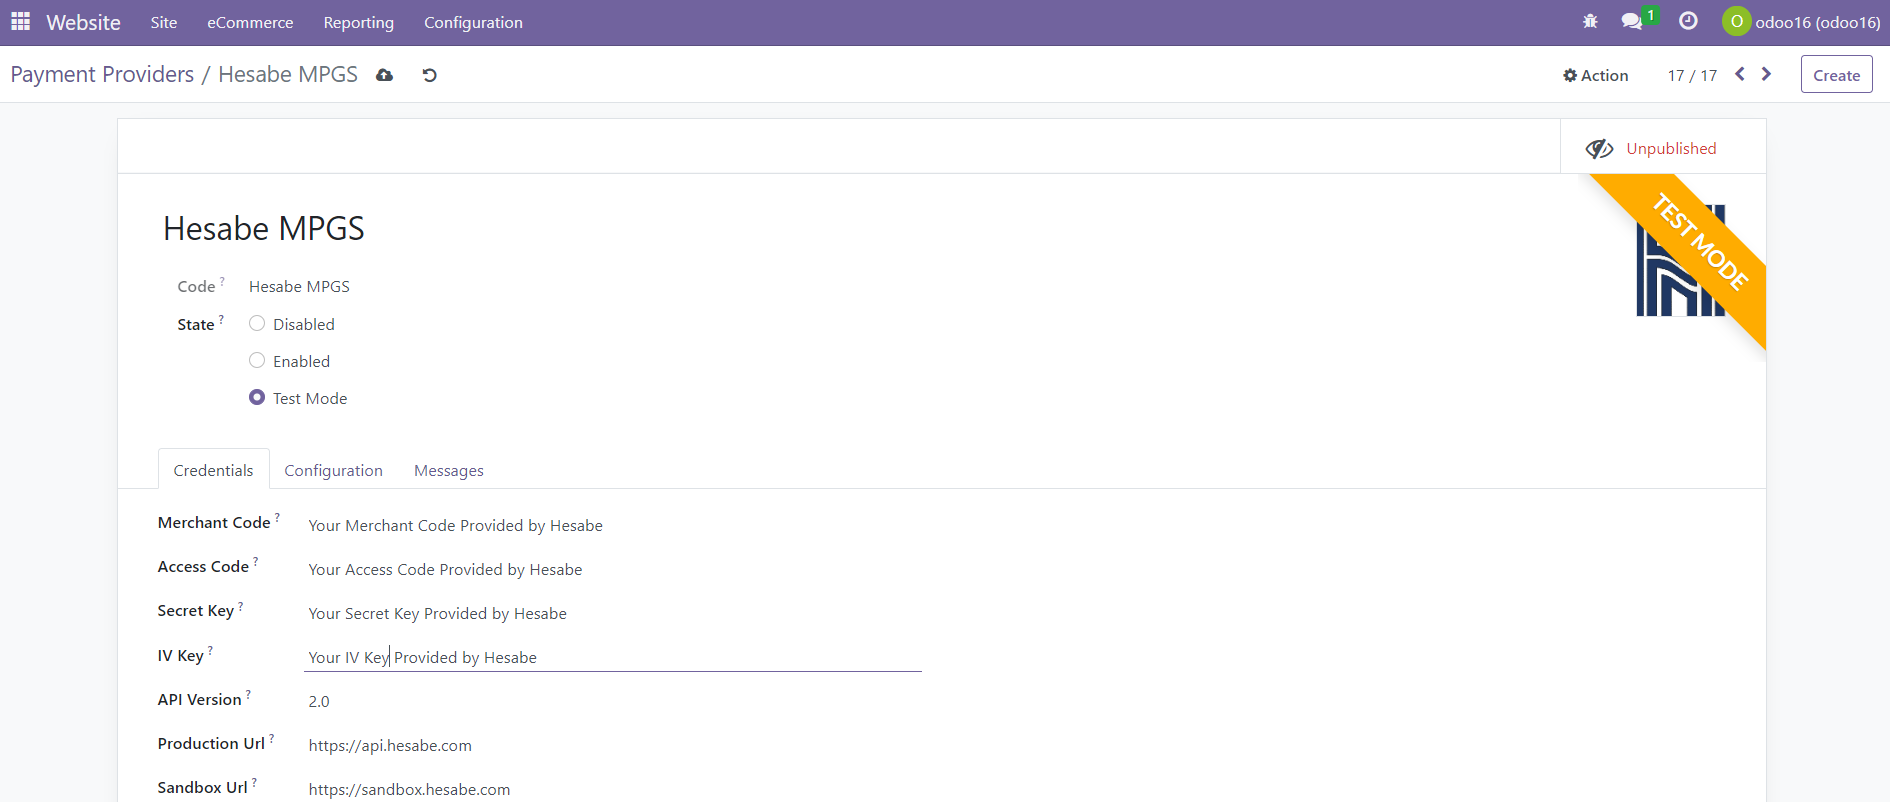 Website Site eCommerce Reporting Configuration 1 O odoo16 (odoo16)
Payment Providers / Hesabe MPGS Action 17 / 17 Create
Unpublished
TEST MODE
Hesabe MPGS
Code ? Hesabe MPGS
State ? Disabled
Enabled
Test Mode
Credentials Configuration Messages
Merchant Code ? Your Merchant Code Provided by Hesabe
Access Code ? Your Access Code Provided by Hesabe
Secret Key ? Your Secret Key Provided by Hesabe
IV Key ? Your IV Key Provided by Hesabe
API Version ? 2.0
Production Url ? https://api.hesabe.com
Sandbox Url ? https://sandbox.hesabe.com